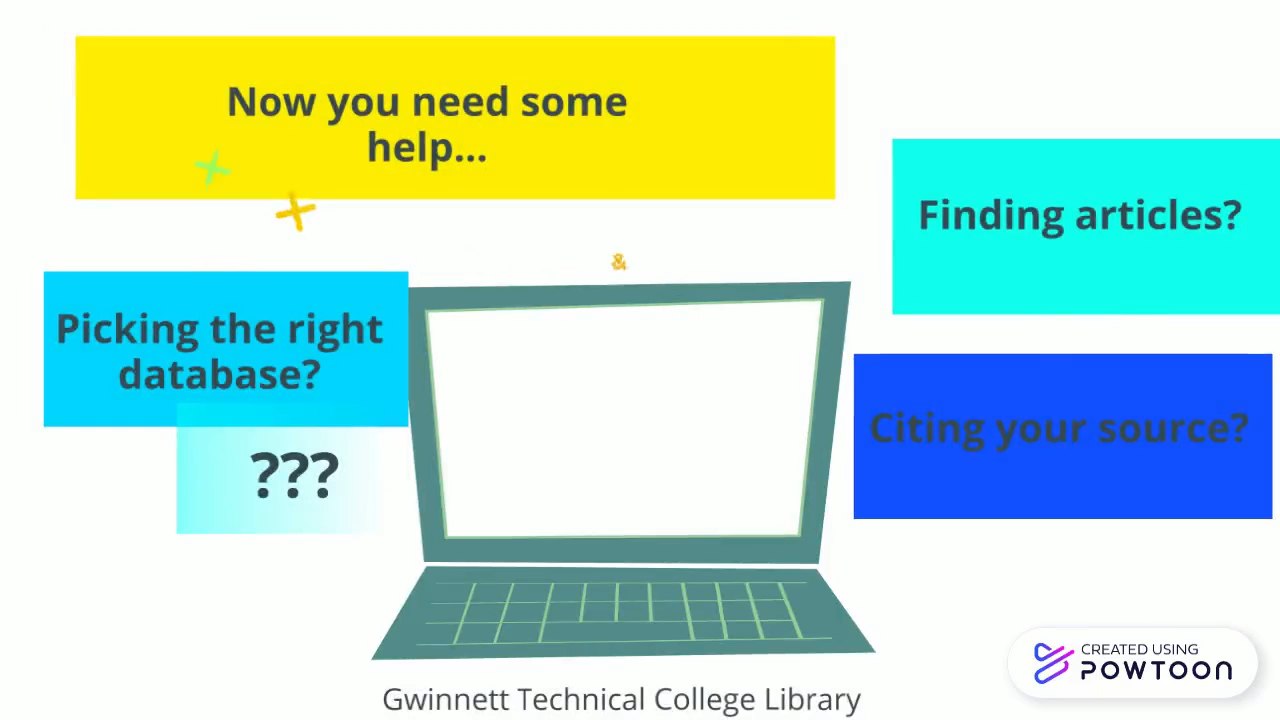 Now you need some
help...
Finding articles?
&
Picking the right
database?
Citing your source?
???
Gwinnett Technical College Library
CREATED USING
POWTOON